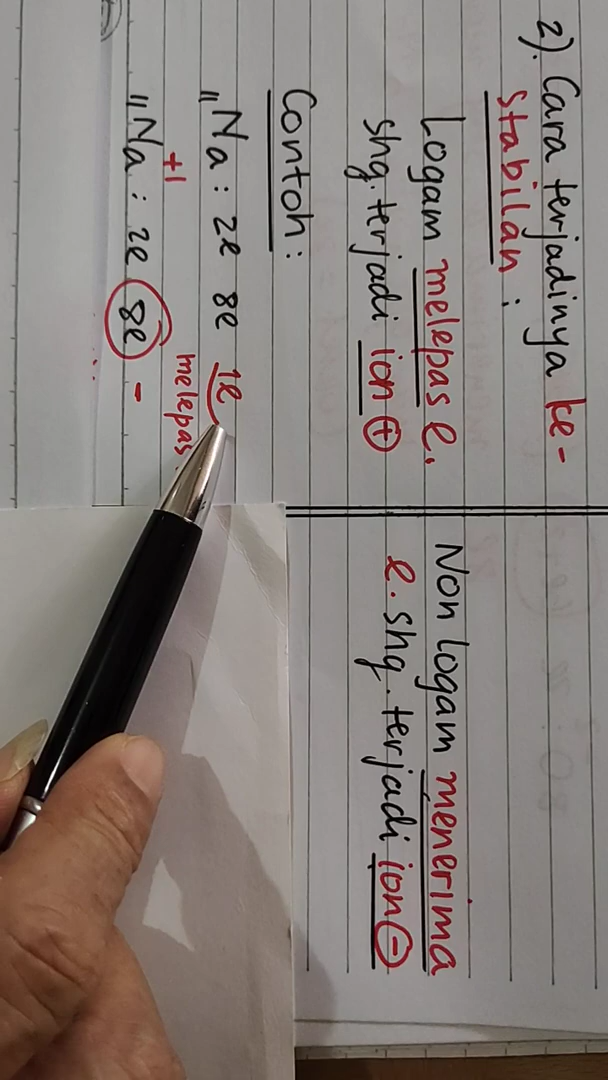 2). Cara terjadinya ke-
stabilan :
Logam melepas e.
shg. terjadi ion ⊕
Contoh :
₁₁Na : 2e 8e 1e
melepas
+1
₁₁Na : 2e 8e -
Non logam menerima
e. shg. terjadi ion ⊖